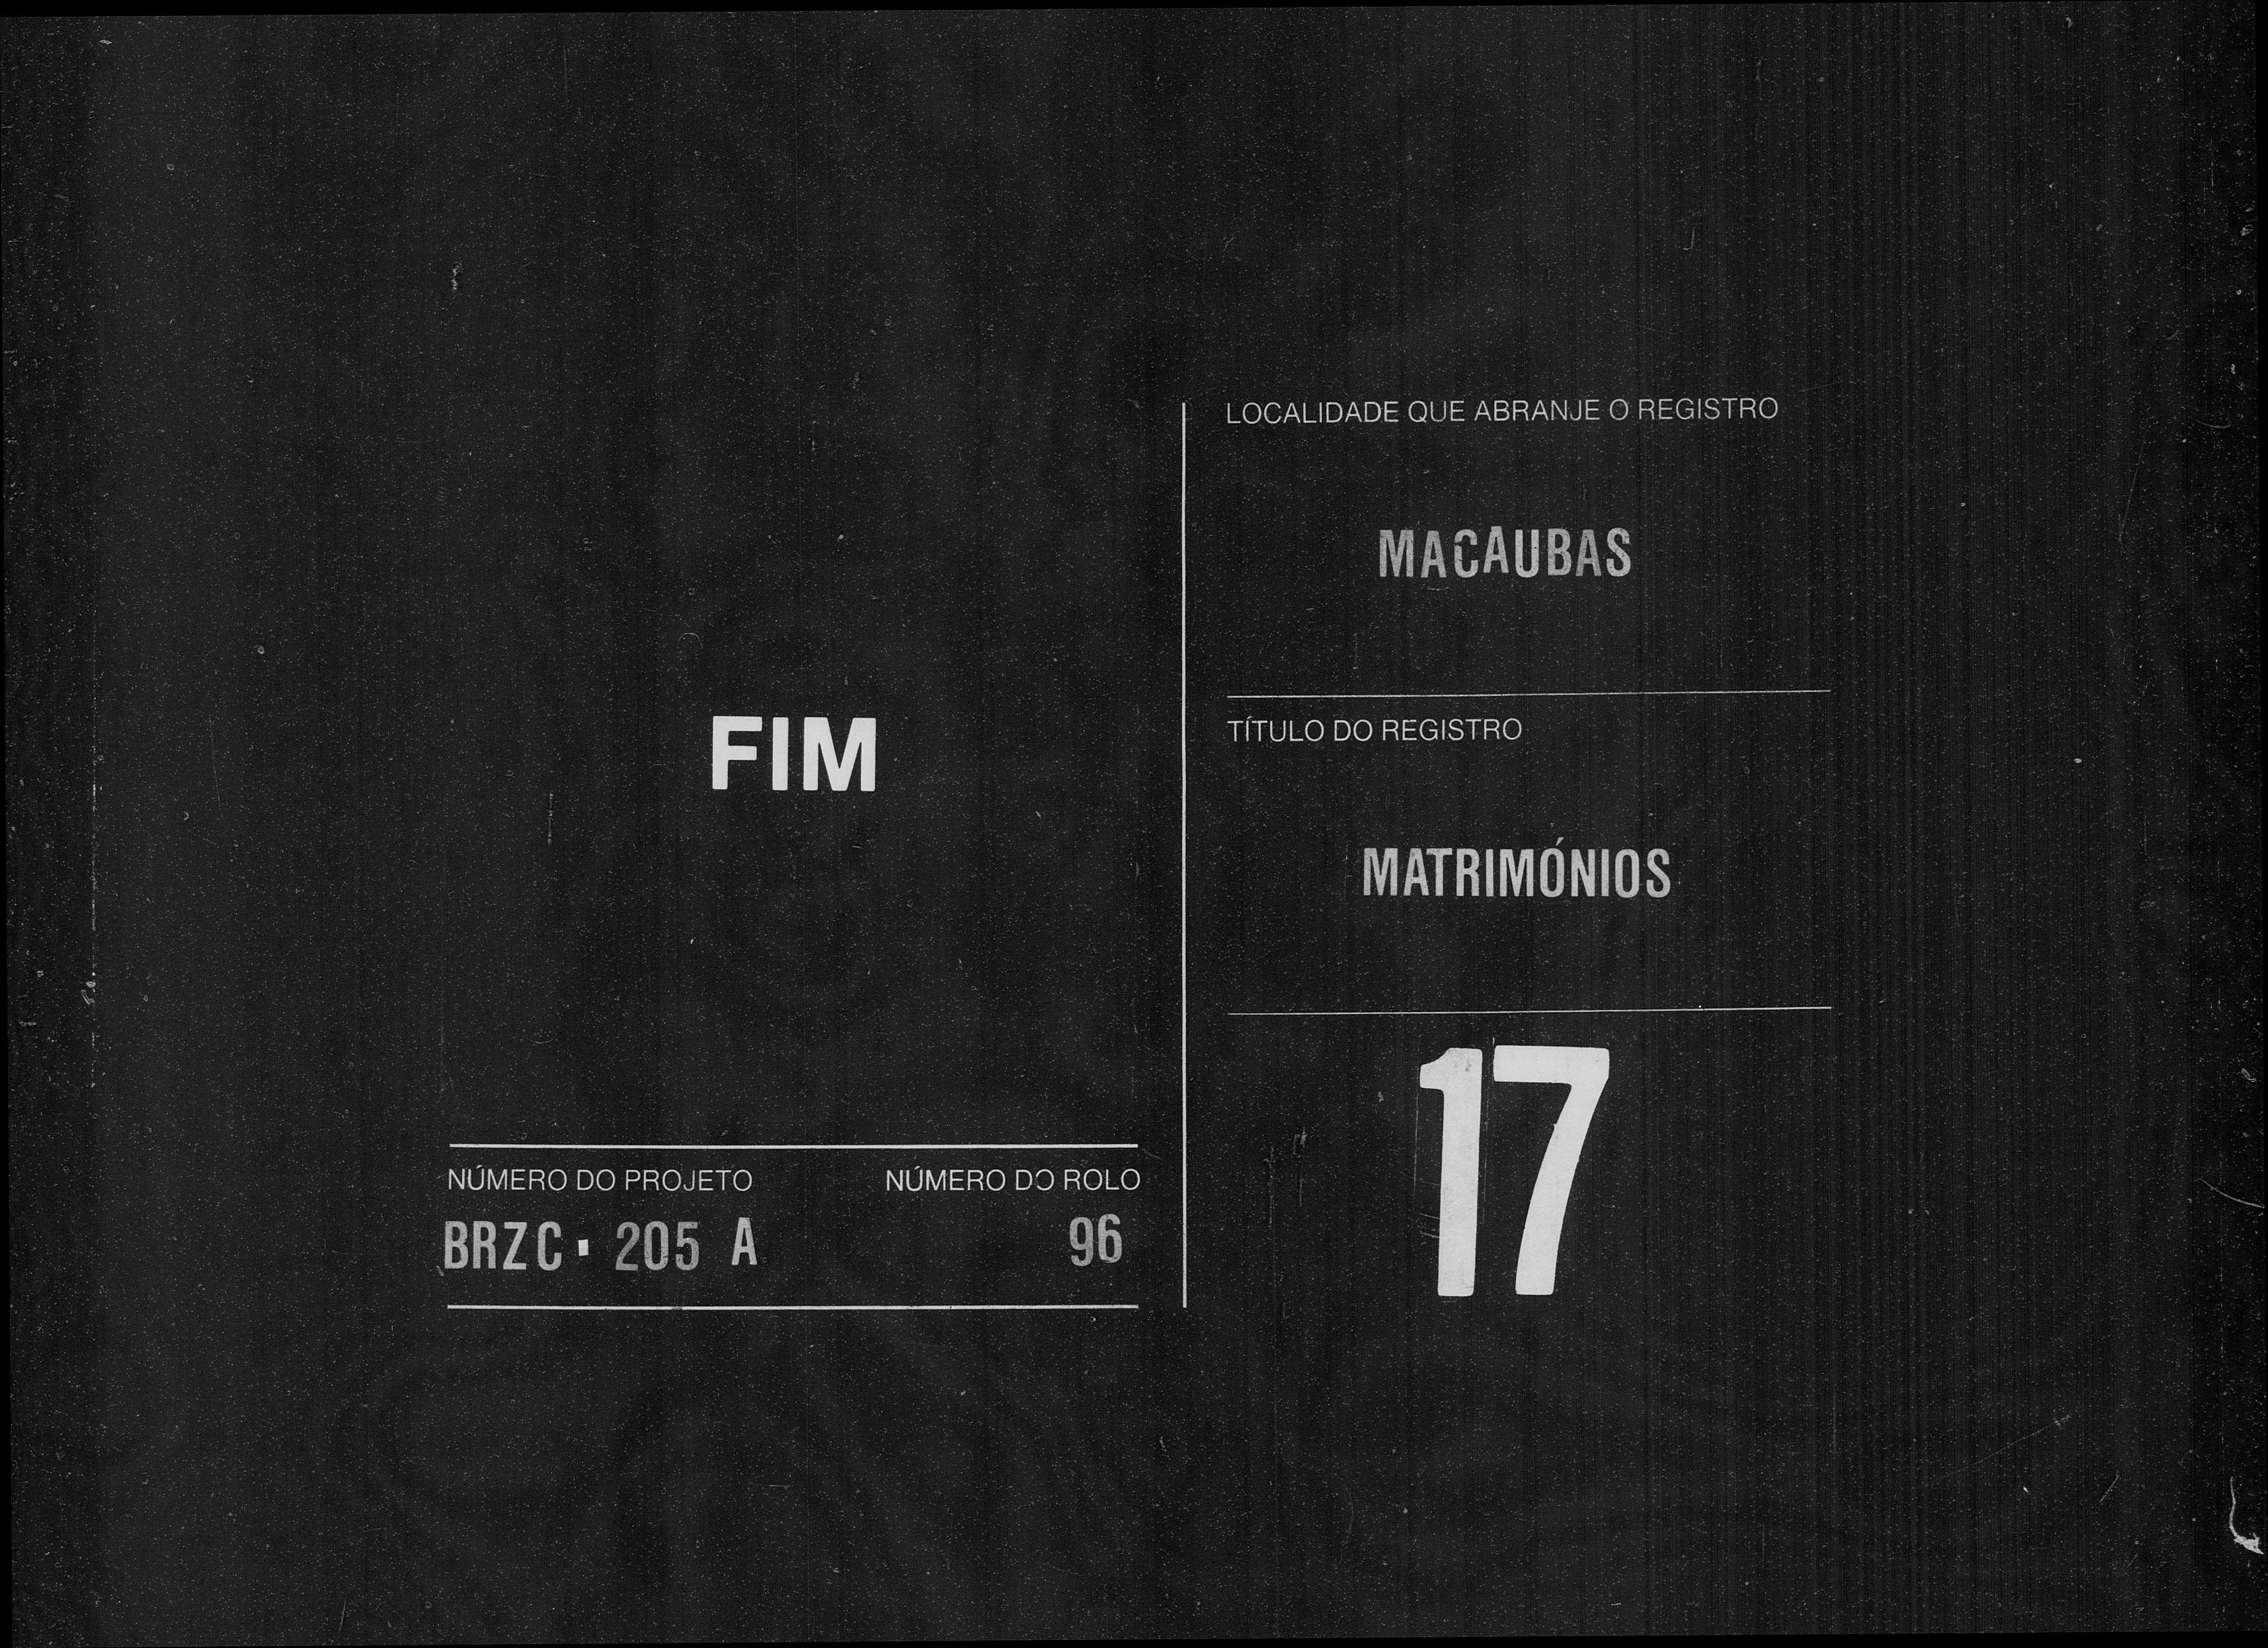 FIM
NÚMERO DO PROJETO NÚMERO DO ROLO
BRZC · 205 A 96
LOCALIDADE QUE ABRANJE O REGISTRO
MACAUBAS
TÍTULO DO REGISTRO
MATRIMÓNIOS
17